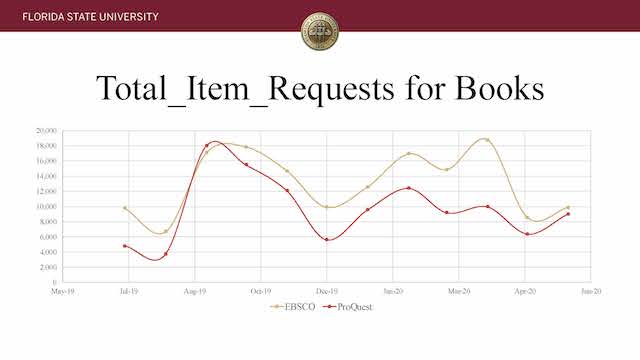 FLORIDA STATE UNIVERSITY
Total_Item_Requests for Books
20,000
18,000
16,000
14,000
12,000
10,000
8,000
6,000
4,000
2,000
0
May-19 Jul-19 Aug-19 Oct-19 Dec-19 Jan-20 Mar-20 Apr-20 Jun-20
EBSCO ProQuest